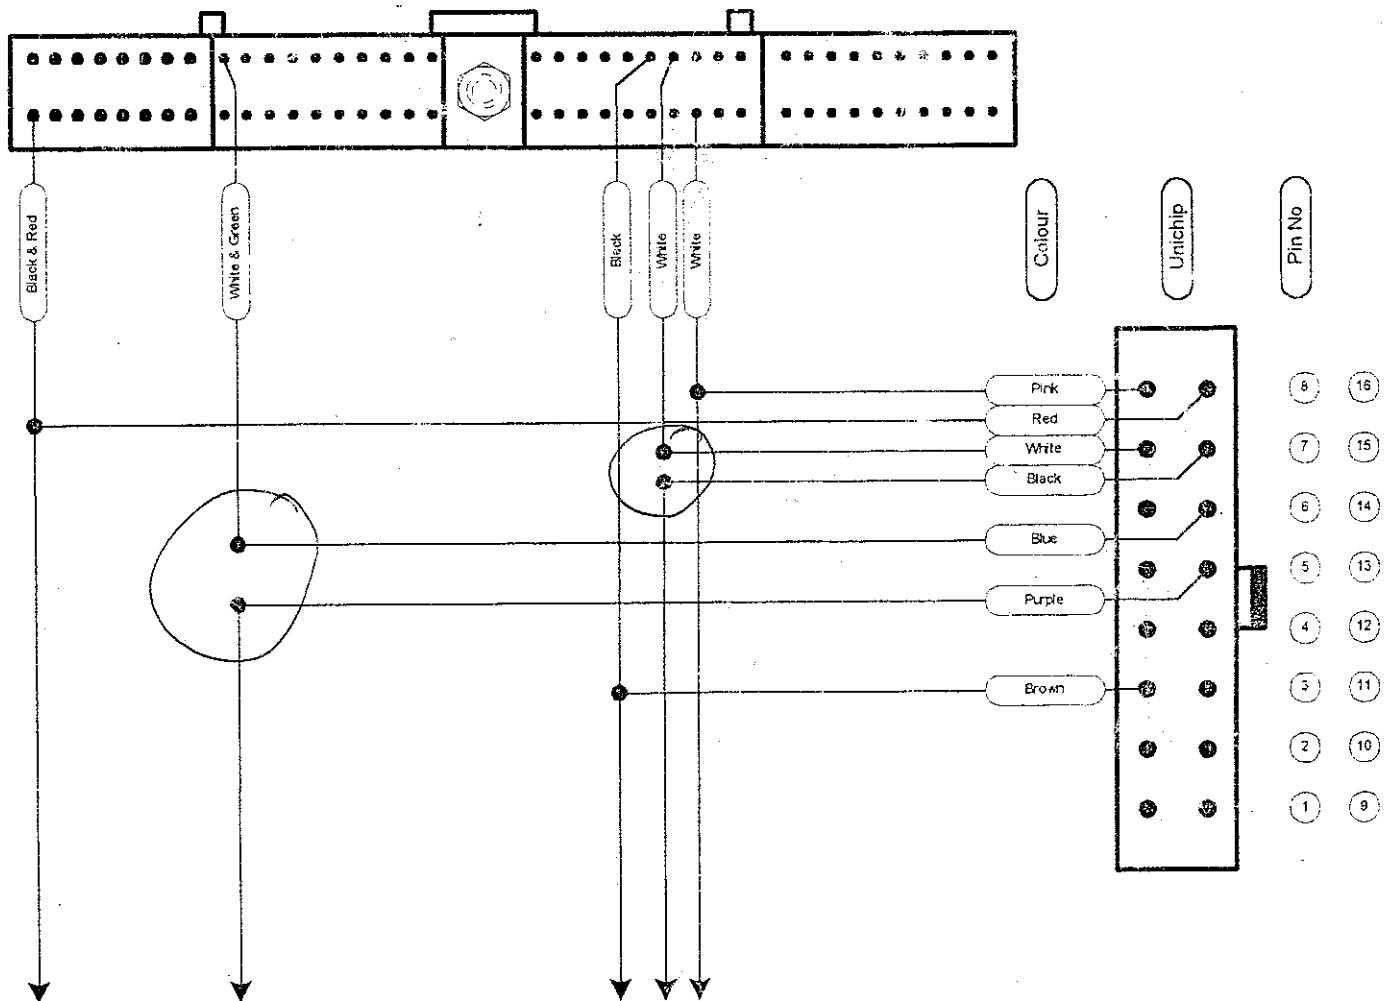 Black & Red
White & Green
Black
White
White
Colour
Unichip
Pin No
Pink
8
16
Red
White
7
15
Black
6
14
Blue
5
13
Purple
4
12
Brown
3
11
2
10
1
9